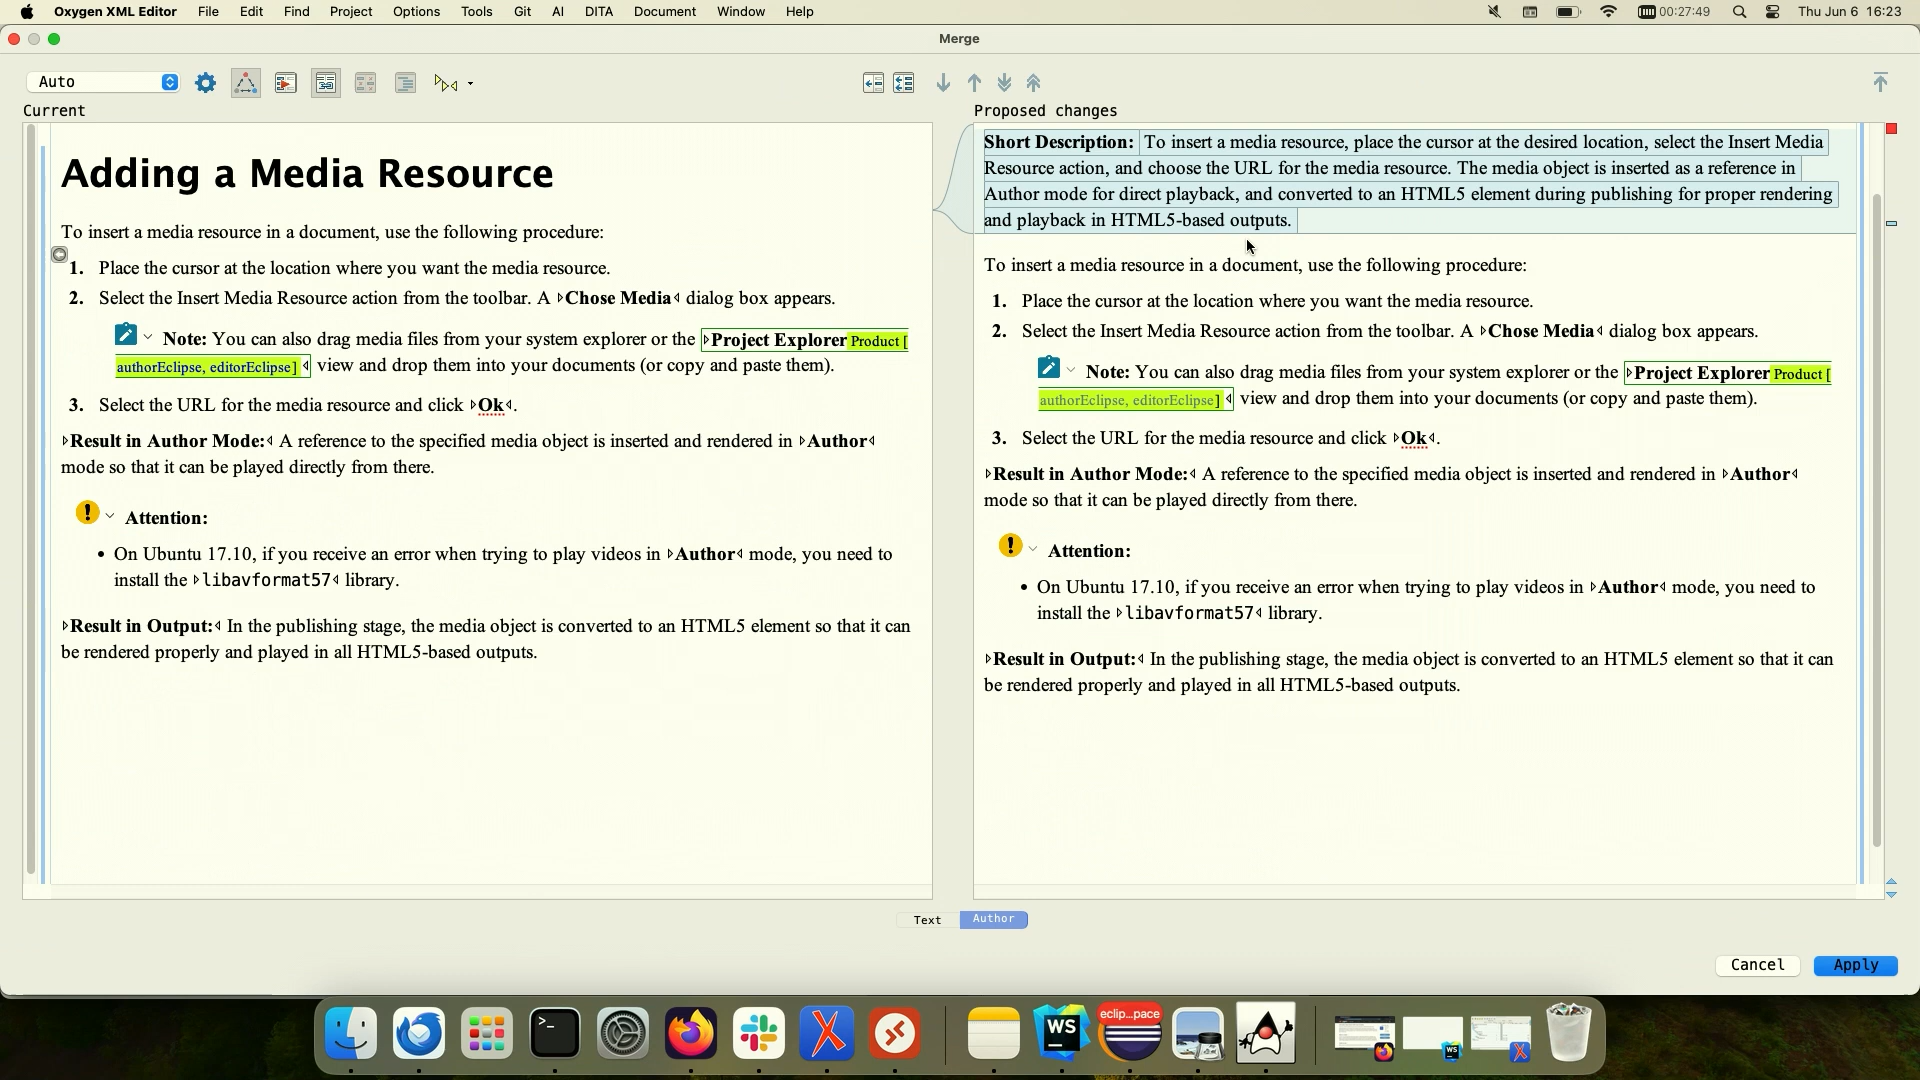 Oxygen XML Editor File Edit Find Project Options Tools Git AI DITA Document Window Help 00:27:49 Thu Jun 6 16:23
Merge
Auto
Current
Adding a Media Resource
To insert a media resource in a document, use the following procedure:
1. Place the cursor at the location where you want the media resource.
2. Select the Insert Media Resource action from the toolbar. A Chose Media dialog box appears.
Note: You can also drag media files from your system explorer or the Project Explorer Product [
authorEclipse, editorEclipse] view and drop them into your documents (or copy and paste them).
3. Select the URL for the media resource and click Ok.
Result in Author Mode: A reference to the specified media object is inserted and rendered in Author
mode so that it can be played directly from there.
Attention:
• On Ubuntu 17.10, if you receive an error when trying to play videos in Author mode, you need to
install the libavformat57 library.
Result in Output: In the publishing stage, the media object is converted to an HTML5 element so that it can
be rendered properly and played in all HTML5-based outputs.
Proposed changes
Short Description: To insert a media resource, place the cursor at the desired location, select the Insert Media
Resource action, and choose the URL for the media resource. The media object is inserted as a reference in
Author mode for direct playback, and converted to an HTML5 element during publishing for proper rendering
and playback in HTML5-based outputs.
To insert a media resource in a document, use the following procedure:
1. Place the cursor at the location where you want the media resource.
2. Select the Insert Media Resource action from the toolbar. A Chose Media dialog box appears.
Note: You can also drag media files from your system explorer or the Project Explorer Product [
authorEclipse, editorEclipse] view and drop them into your documents (or copy and paste them).
3. Select the URL for the media resource and click Ok.
Result in Author Mode: A reference to the specified media object is inserted and rendered in Author
mode so that it can be played directly from there.
Attention:
• On Ubuntu 17.10, if you receive an error when trying to play videos in Author mode, you need to
install the libavformat57 library.
Result in Output: In the publishing stage, the media object is converted to an HTML5 element so that it can
be rendered properly and played in all HTML5-based outputs.
Text Author
Cancel Apply
WS
eclip...pace